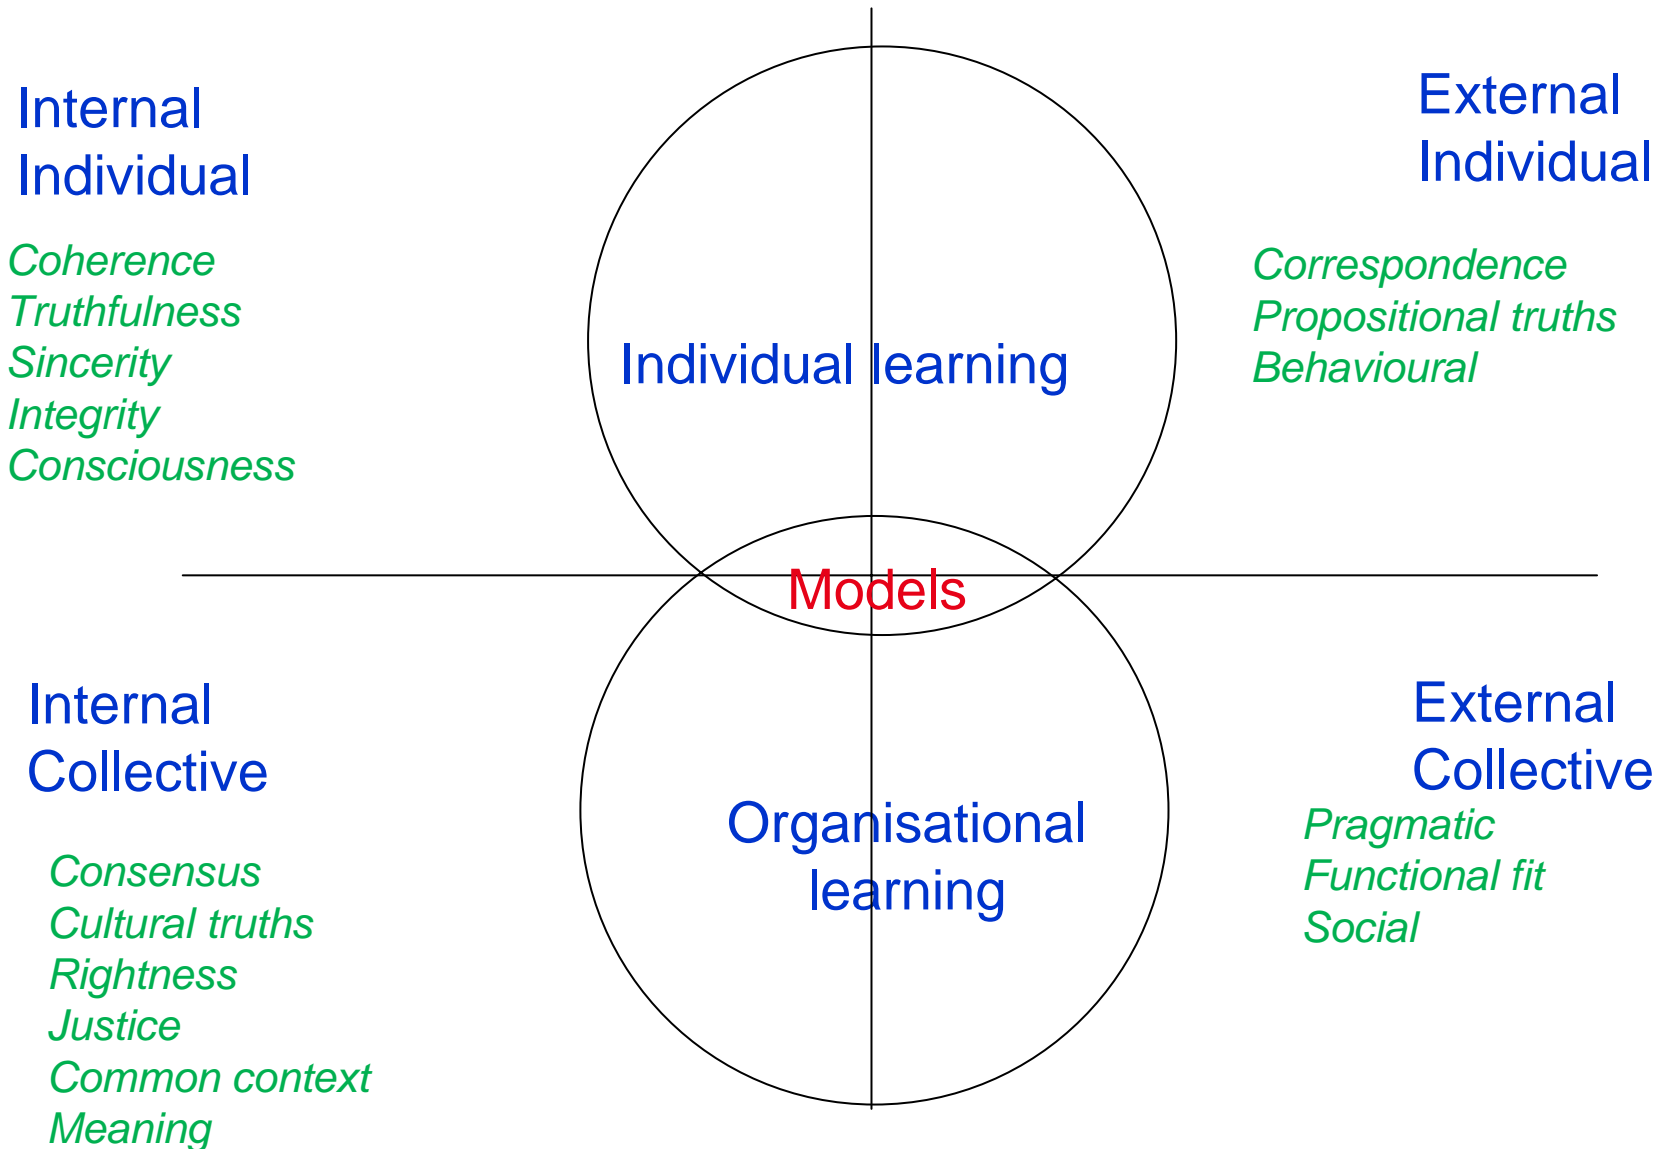 Internal
Individual
Coherence
Truthfulness
Sincerity
Integrity
Consciousness
External
Individual
Correspondence
Propositional truths
Behavioural
Individual learning
Models
Internal
Collective
Consensus
Cultural truths
Rightness
Justice
Common context
Meaning
Organisational
learning
External
Collective
Pragmatic
Functional fit
Social